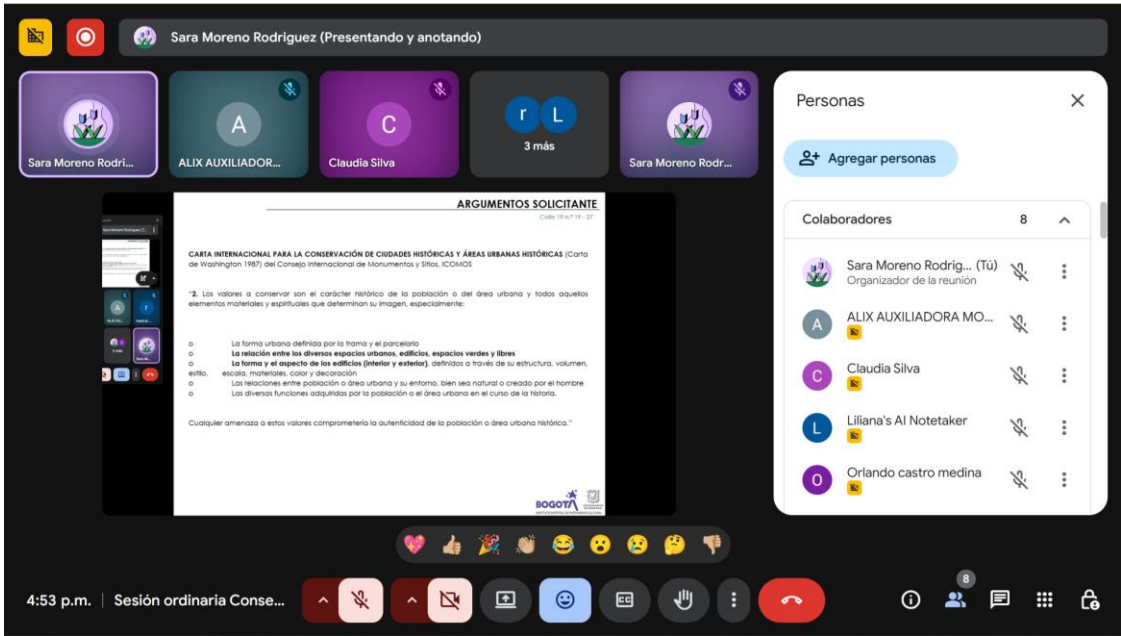 Sara Moreno Rodriguez (Presentando y anotando)
Sara Moreno Rodri...
A
ALIX AUXILIADOR...
C
Claudia Silva
r L
3 más
Sara Moreno Rodr...
ARGUMENTOS SOLICITANTE
Calle 19 n.º 19 - 27
CARTA INTERNACIONAL PARA LA CONSERVACIÓN DE CIUDADES HISTÓRICAS Y ÁREAS URBANAS HISTÓRICAS (Carta
de Washington 1987) del Consejo Internacional de Monumentos y Sitios, ICOMOS
"2. Los valores a conservar son el carácter histórico de la población o del área urbana y todos aquellos
elementos materiales y espirituales que determinan su imagen, especialmente:
o La forma urbana definida por la trama y el parcelario
o La relación entre los diversos espacios urbanos, edificios, espacios verdes y libres
o La forma y el aspecto de los edificios (interior y exterior), definidos a través de su estructura, volumen,
estilo, escala, materiales, color y decoración
o Las relaciones entre población o área urbana y su entorno, bien sea natural o creado por el hombre
o Las diversas funciones adquiridas por la población o el área urbana en el curso de la historia.
Cualquier amenaza a estos valores comprometería la autenticidad de la población o área urbana histórica."
BOGOTÁ
Personas
Agregar personas
Colaboradores 8
Sara Moreno Rodrig... (Tú)
Organizador de la reunión
A
ALIX AUXILIADORA MO...
C
Claudia Silva
L
Liliana's AI Notetaker
O
Orlando castro medina
4:53 p.m. | Sesión ordinaria Conse...
CC
8